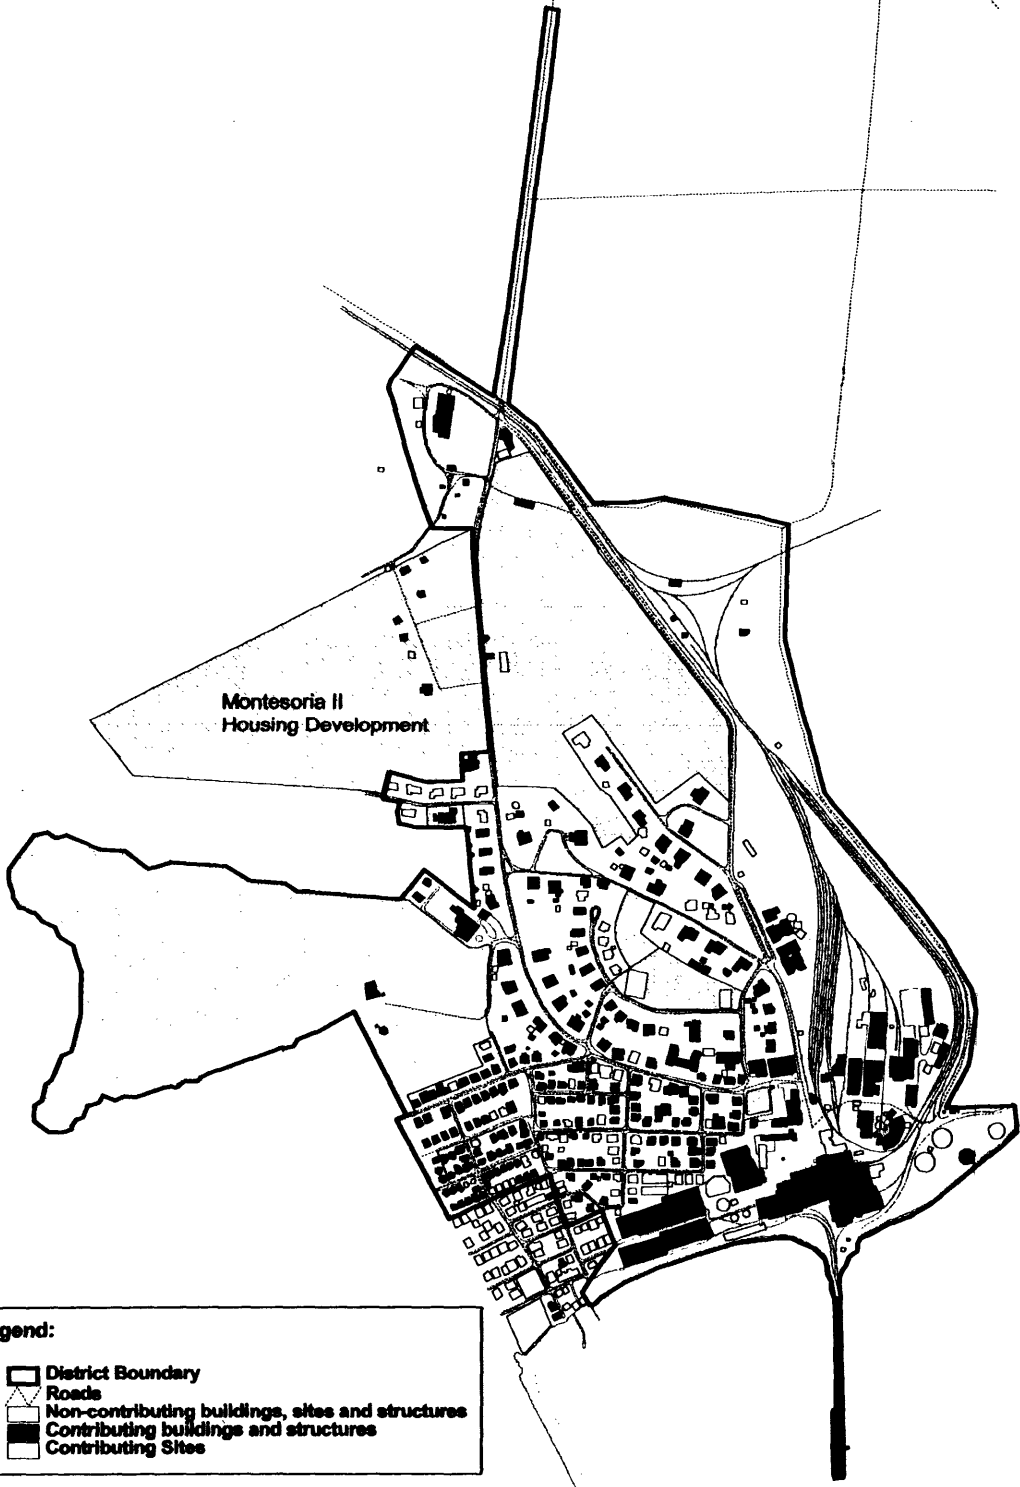 Montesoria II
Housing Development
gend:
District Boundary
Roads
Non-contributing buildings, sites and structures
Contributing buildings and structures
Contributing Sites